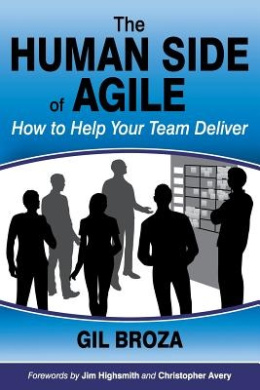 The
HUMAN SIDE
of AGILE
How to Help Your Team Deliver
GIL BROZA
Forewords by Jim Highsmith and Christopher Avery